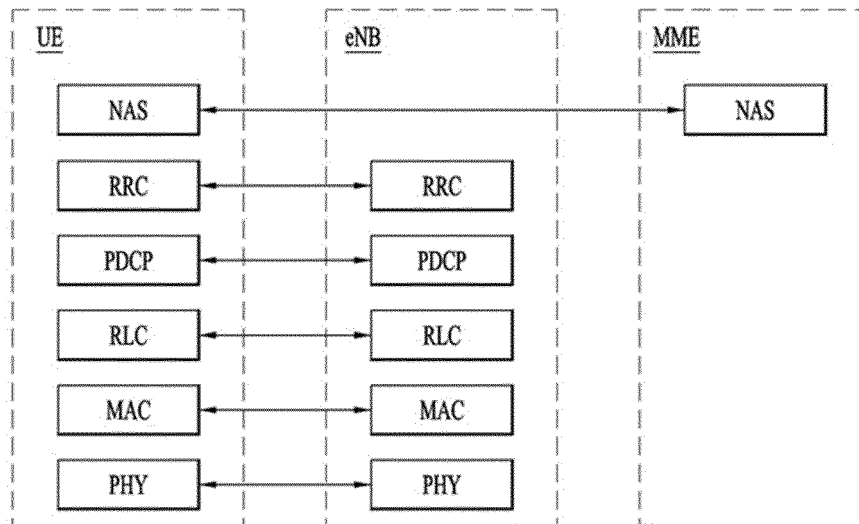 UE eNB MME
NAS NAS
RRC RRC
PDCP PDCP
RLC RLC
MAC MAC
PHY PHY